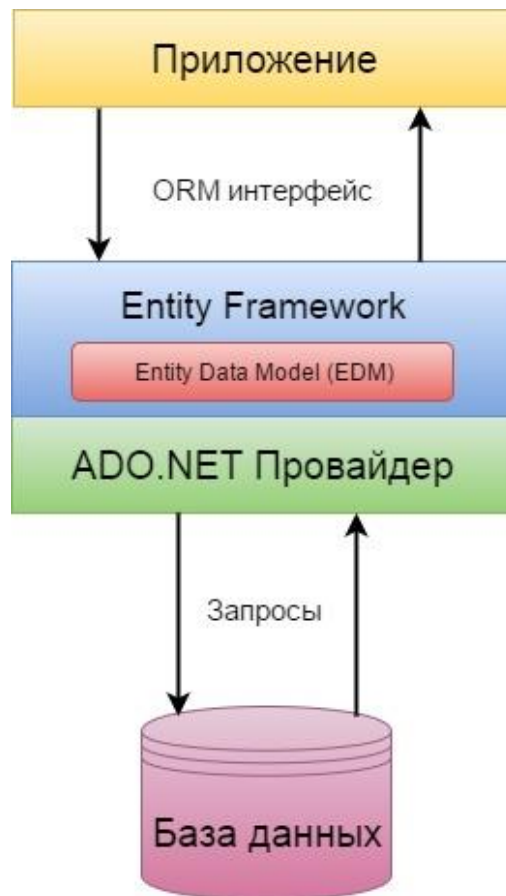 Приложение
ORM интерфейс
Entity Framework
Entity Data Model (EDM)
ADO.NET Провайдер
Запросы
База данных